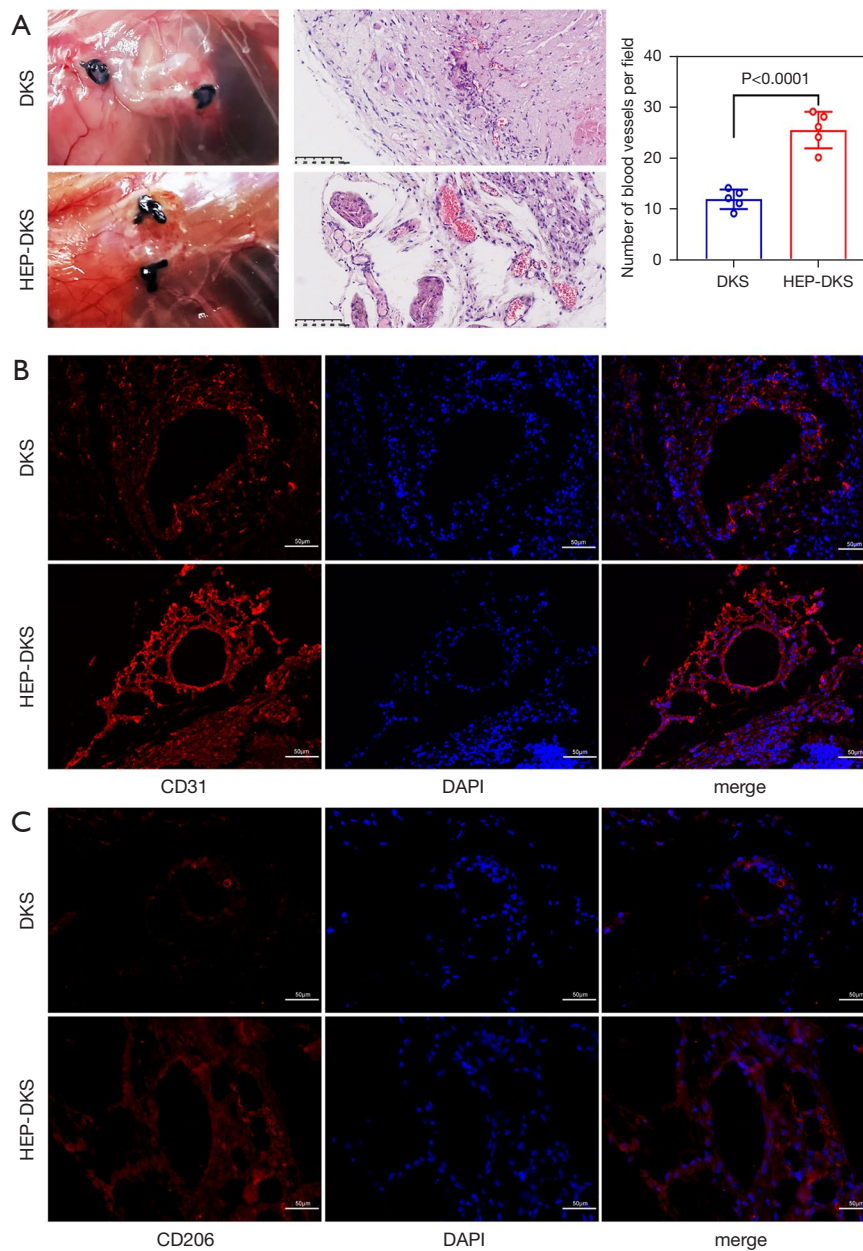 A
DKS
HEP-DKS
Number of blood vessels per field
40
30
20
10
0
P<0.0001
DKS
HEP-DKS
B
DKS
50μm
50μm
50μm
HEP-DKS
50μm
50μm
50μm
CD31
DAPI
merge
C
DKS
50μm
50μm
50μm
HEP-DKS
50μm
50μm
50μm
CD206
DAPI
merge